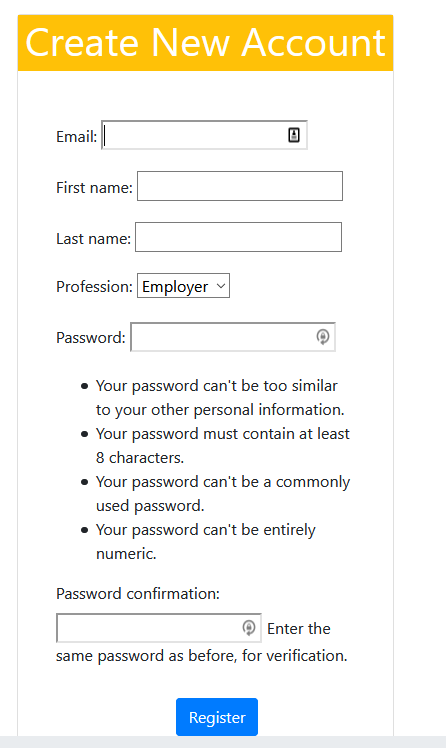 Create New Account
Email:
First name:
Last name:
Profession: Employer
Password:
Your password can't be too similar
to your other personal information.
Your password must contain at least
8 characters.
Your password can't be a commonly
used password.
Your password can't be entirely
numeric.
Password confirmation:
Enter the
same password as before, for verification.
Register